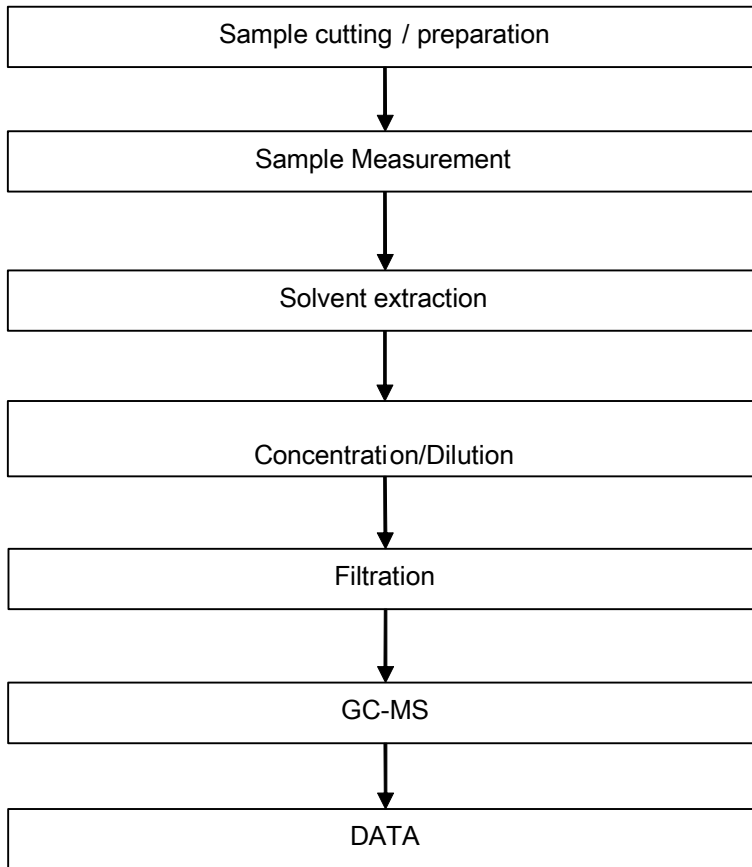 Sample cutting / preparation
Sample Measurement
Solvent extraction
Concentration/Dilution
Filtration
GC-MS
DATA